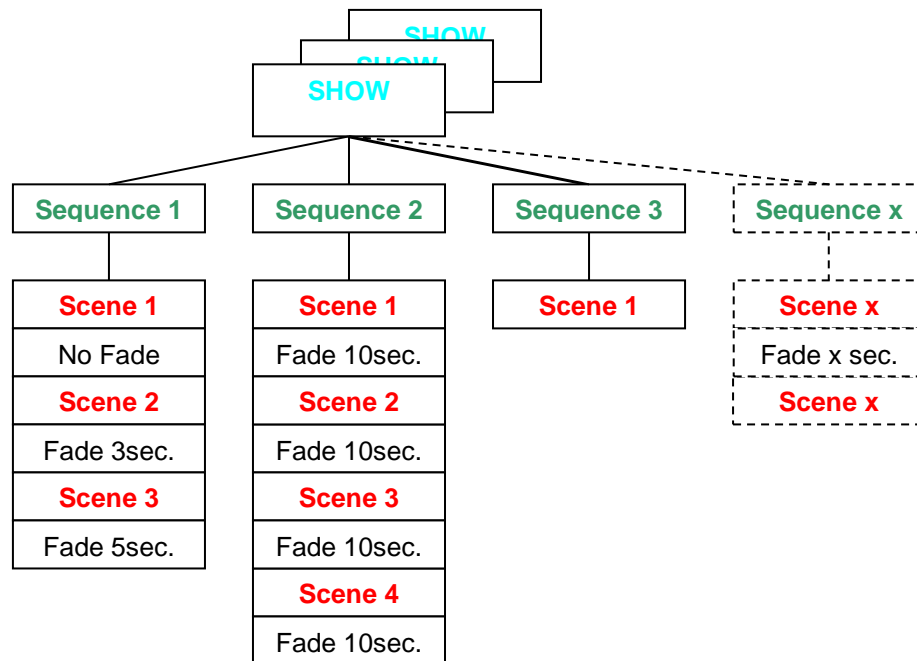 SHOW
SHOW
SHOW
Sequence 1
Sequence 2
Sequence 3
Sequence x
Scene 1
No Fade
Scene 2
Fade 3sec.
Scene 3
Fade 5sec.
Scene 1
Fade 10sec.
Scene 2
Fade 10sec.
Scene 3
Fade 10sec.
Scene 4
Fade 10sec.
Scene 1
Scene x
Fade x sec.
Scene x